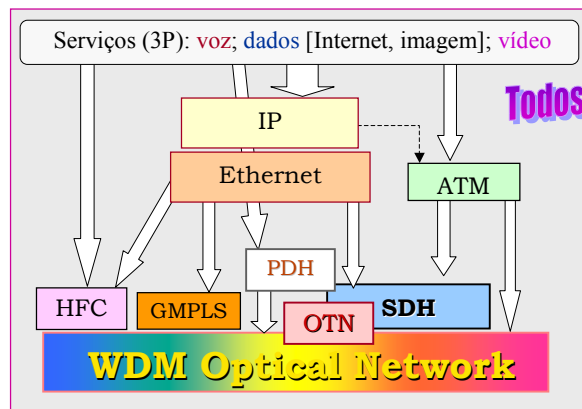 Serviços (3P): voz; dados [Internet, imagem]; vídeo
Todos
IP
Ethernet
ATM
PDH
HFC
GMPLS
SDH
OTN
WDM Optical Network